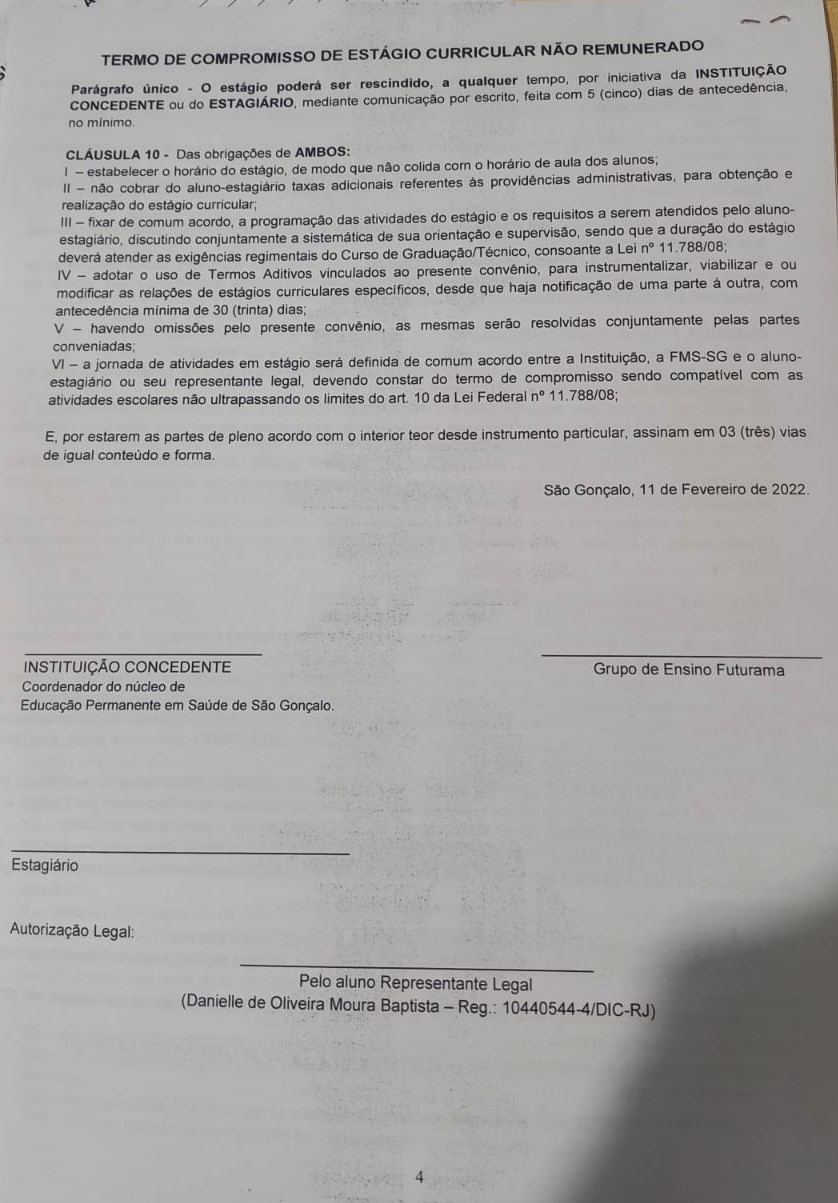 TERMO DE COMPROMISSO DE ESTÁGIO CURRICULAR NÃO REMUNERADO
Parágrafo único - O estágio poderá ser rescindido, a qualquer tempo, por iniciativa da INSTITUIÇÃO
CONCEDENTE ou do ESTAGIÁRIO, mediante comunicação por escrito, feita com 5 (cinco) dias de antecedência,
no mínimo.
CLÁUSULA 10 - Das obrigações de AMBOS:
I – estabelecer o horário do estágio, de modo que não colida com o horário de aula dos alunos;
II – não cobrar do aluno-estagiário taxas adicionais referentes às providências administrativas, para obtenção e
realização do estágio curricular;
III – fixar de comum acordo, a programação das atividades do estágio e os requisitos a serem atendidos pelo aluno-
estagiário, discutindo conjuntamente a sistemática de sua orientação e supervisão, sendo que a duração do estágio
deverá atender as exigências regimentais do Curso de Graduação/Técnico, consoante a Lei nº 11.788/08;
IV – adotar o uso de Termos Aditivos vinculados ao presente convênio, para instrumentalizar, viabilizar e ou
modificar as relações de estágios curriculares específicos, desde que haja notificação de uma parte á outra, com
antecedência mínima de 30 (trinta) dias;
V – havendo omissões pelo presente convênio, as mesmas serão resolvidas conjuntamente pelas partes
conveniadas;
VI – a jornada de atividades em estágio será definida de comum acordo entre a Instituição, a FMS-SG e o aluno-
estagiário ou seu representante legal, devendo constar do termo de compromisso sendo compatível com as
atividades escolares não ultrapassando os limites do art. 10 da Lei Federal nº 11.788/08;
E, por estarem as partes de pleno acordo com o interior teor desde instrumento particular, assinam em 03 (três) vias
de igual conteúdo e forma.
São Gonçalo, 11 de Fevereiro de 2022.
INSTITUIÇÃO CONCEDENTE
Coordenador do núcleo de
Educação Permanente em Saúde de São Gonçalo.
Grupo de Ensino Futurama
Estagiário
Autorização Legal:
Pelo aluno Representante Legal
(Danielle de Oliveira Moura Baptista – Reg.: 10440544-4/DIC-RJ)
4